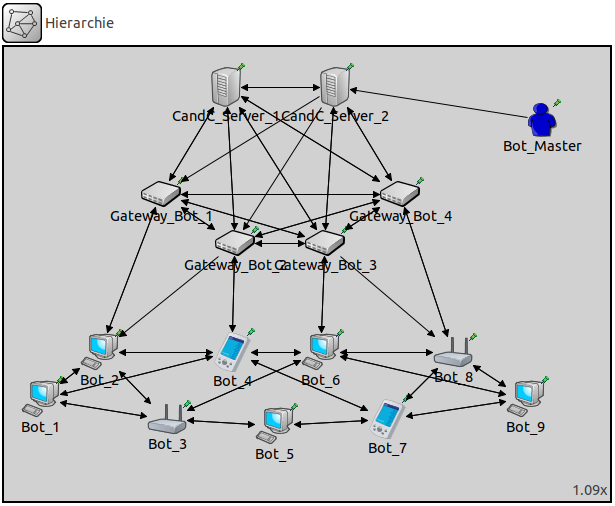 Hierarchie
CandC_Server_1
CandC_Server_2
Bot_Master
Gateway_Bot_1
Gateway_Bot_4
Gateway_Bot_2
Gateway_Bot_3
Bot_2
Bot_4
Bot_6
Bot_8
Bot_1
Bot_3
Bot_5
Bot_7
Bot_9
1.09x